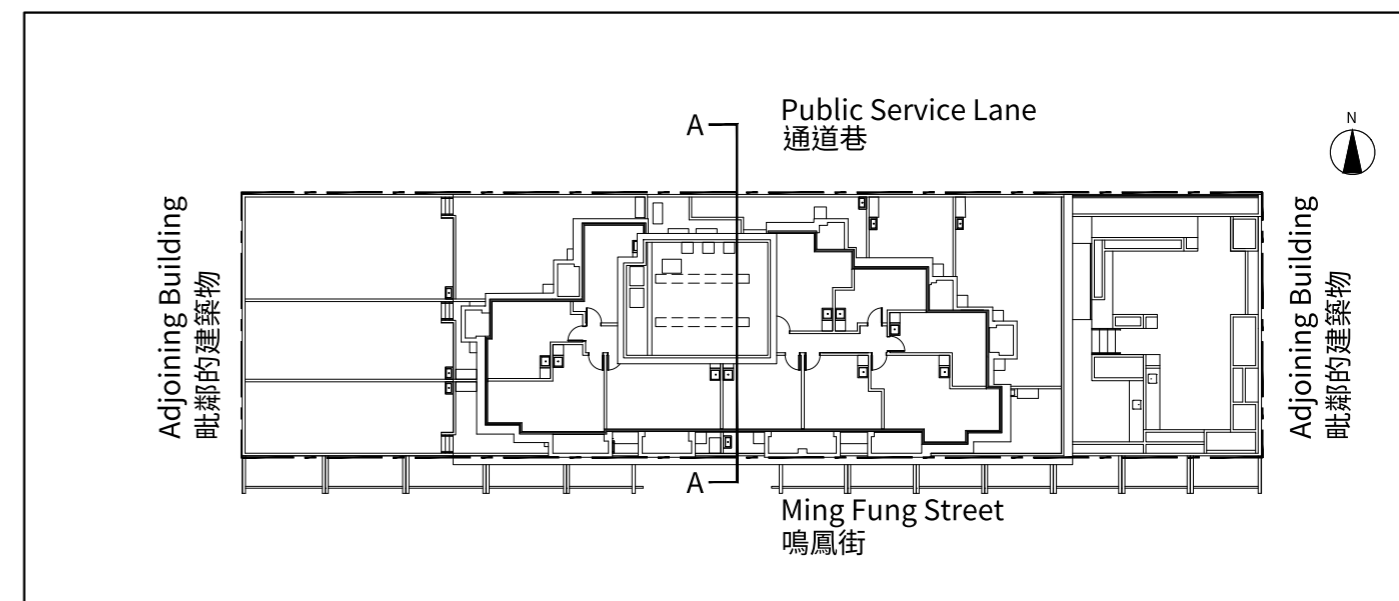 Public Service Lane
通道巷
A
N
Adjoining Building
毗鄰的建築物
Adjoining Building
毗鄰的建築物
A
Ming Fung Street
鳴鳳街